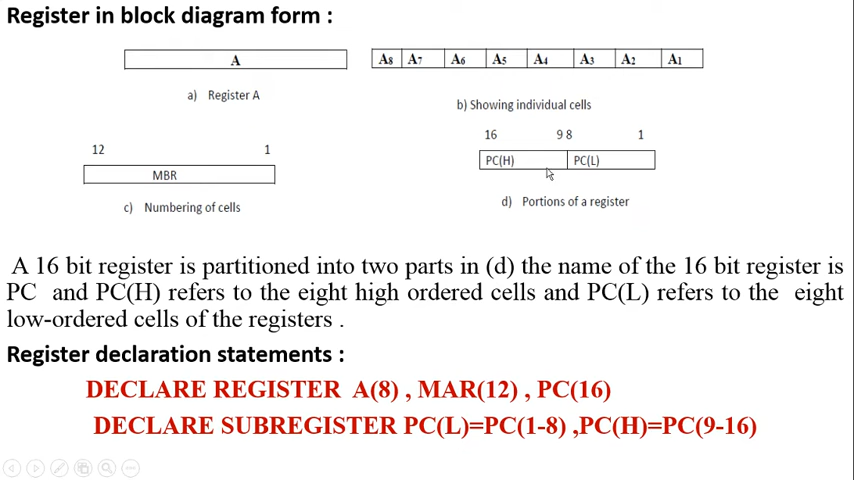 Register in block diagram form :
A
A8 A7 A6 A5 A4 A3 A2 A1
a) Register A
b) Showing individual cells
12 1
16 9 8 1
MBR
PC(H) PC(L)
c) Numbering of cells
d) Portions of a register
A 16 bit register is partitioned into two parts in (d) the name of the 16 bit register is
PC and PC(H) refers to the eight high ordered cells and PC(L) refers to the eight
low-ordered cells of the registers .
Register declaration statements :
DECLARE REGISTER A(8) , MAR(12) , PC(16)
DECLARE SUBREGISTER PC(L)=PC(1-8) ,PC(H)=PC(9-16)